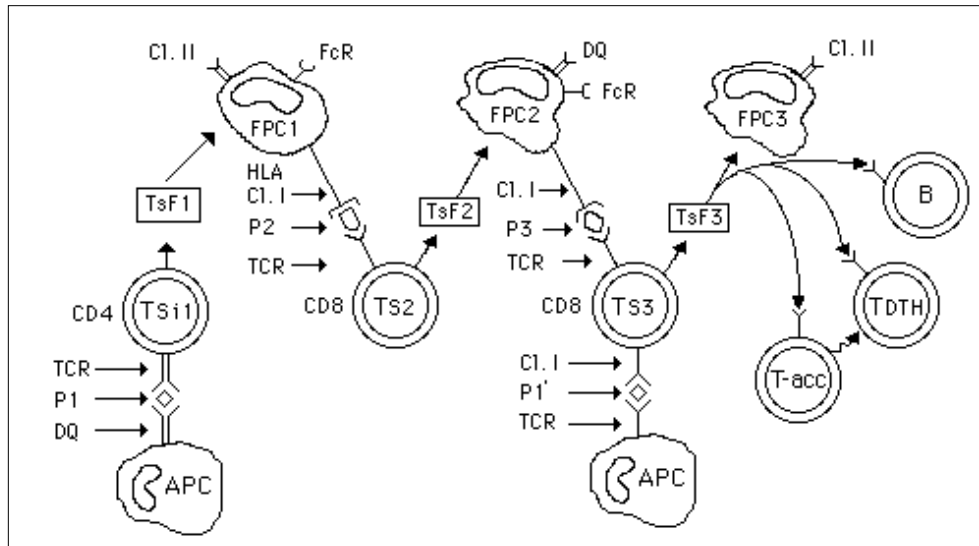 Cl. II
FcR
FPC1
DQ
FcR
FPC2
Cl. II
FPC3
HLA
Cl. I
P2
TCR
TsF1
TsF2
Cl. I
P3
TCR
TsF3
B
CD4
TSi1
CD8
TS2
CD8
TS3
TDTH
T-acc
TCR
P1
DQ
APC
Cl. I
P1'
TCR
APC